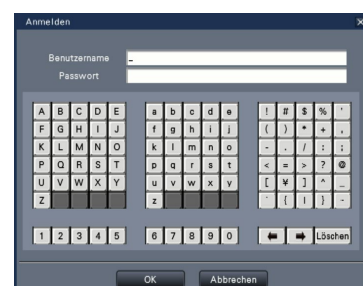 Anmelden
Benutzername
Passwort
A B C D E a b c d e ! # $ % '
F G H I J f g h i j ( ) * + ,
K L M N O k l m n o - . / : ;
P Q R S T p q r s t < = > ? @
U V W X Y u v w x y [ ¥ ] ^ _
Z z ` { | } -
1 2 3 4 5 6 7 8 9 0 ← → Löschen
OK Abbrechen